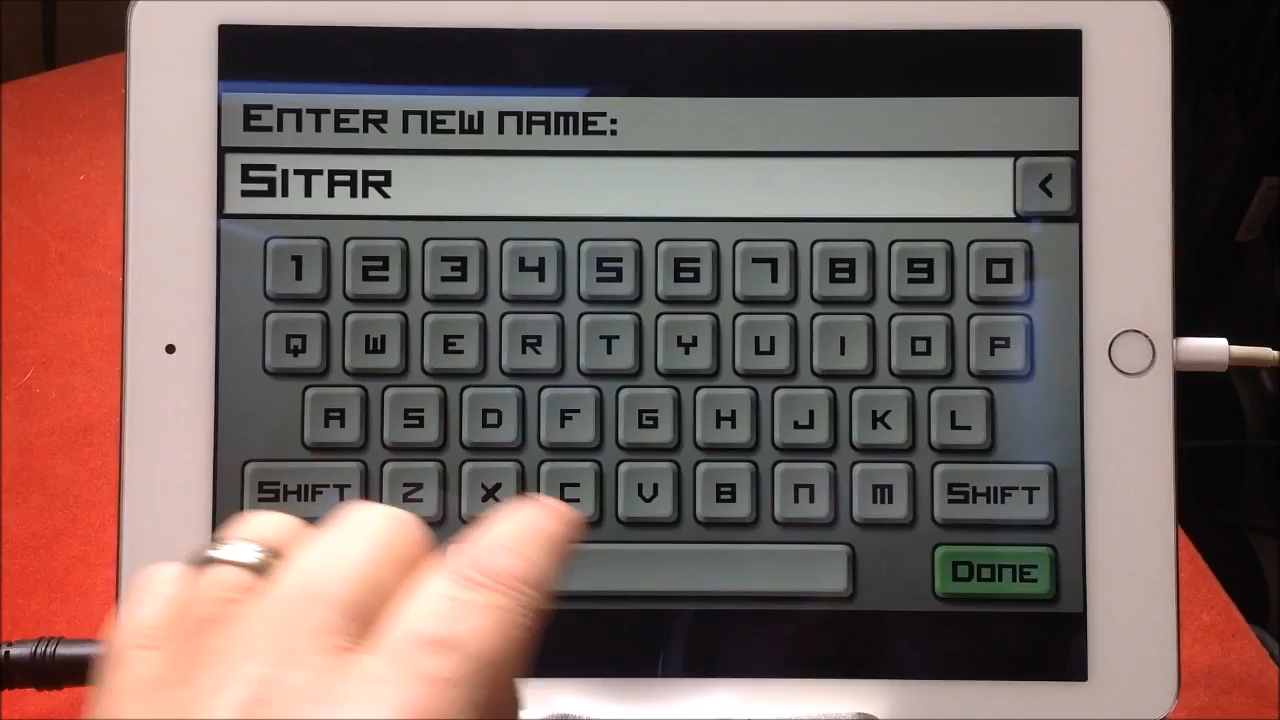 Enter new name:
Sitar <
1 2 3 4 5 6 7 8 9 0
Q W E R T Y U I O P
A S D F G H J K L
Shift Z X C V B N M Shift
Done